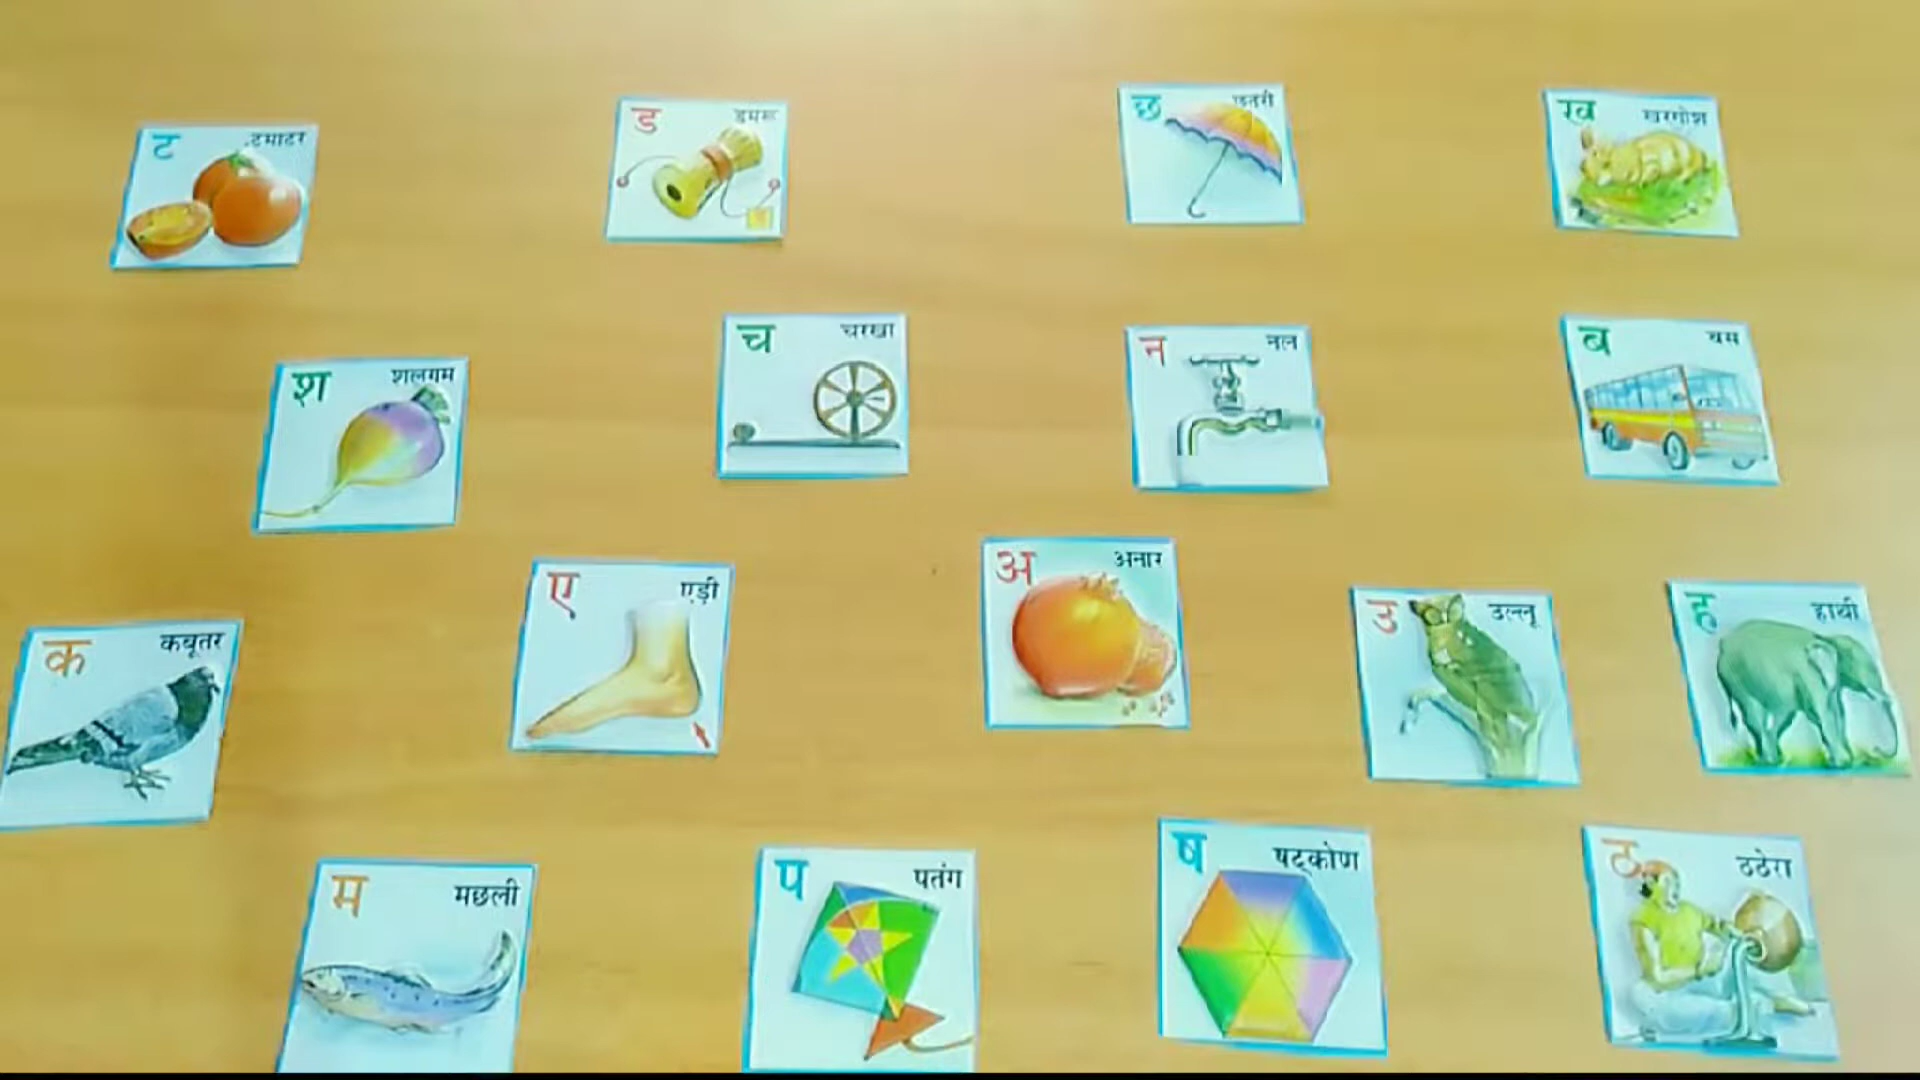 ट टमाटर
ड डमरू
छ छतरी
ख खरगोश
श शलगम
च चरखा
न नल
ब बस
क कबूतर
ए एड़ी
अ अनार
उ उल्लू
ह हाथी
म मछली
प पतंग
ष षट्कोण
ठ ठठेरा